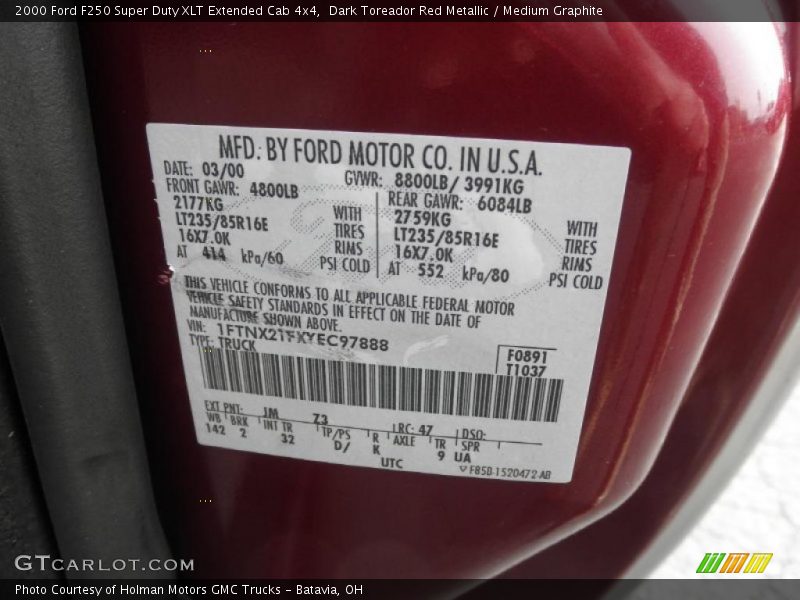 2000 Ford F250 Super Duty XLT Extended Cab 4x4, Dark Toreador Red Metallic / Medium Graphite
MFD. BY FORD MOTOR CO. IN U.S.A.
DATE: 03/00 GVWR: 8800LB/ 3991KG
FRONT GAWR: 4800LB REAR GAWR: 6084LB
2177KG WITH 2759KG WITH
LT235/85R16E TIRES LT235/85R16E TIRES
16X7.0K RIMS 16X7.0K RIMS
AT 414 kPa/60 PSI COLD AT 552 kPa/80 PSI COLD
THIS VEHICLE CONFORMS TO ALL APPLICABLE FEDERAL MOTOR
VEHICLE SAFETY STANDARDS IN EFFECT ON THE DATE OF
MANUFACTURE SHOWN ABOVE.
VIN: 1FTNX21FXYEC97888
TYPE: TRUCK F0891
T1037
EXT PNT: JM Z3 RC: 47 DSO:
WB BRK INT TR TP/PS R AXLE TR SPR
142 2 32 D/ K 9 UA
UTC F85B-1520472-AB
GTCARLOT.COM
Photo Courtesy of Holman Motors GMC Trucks - Batavia, OH